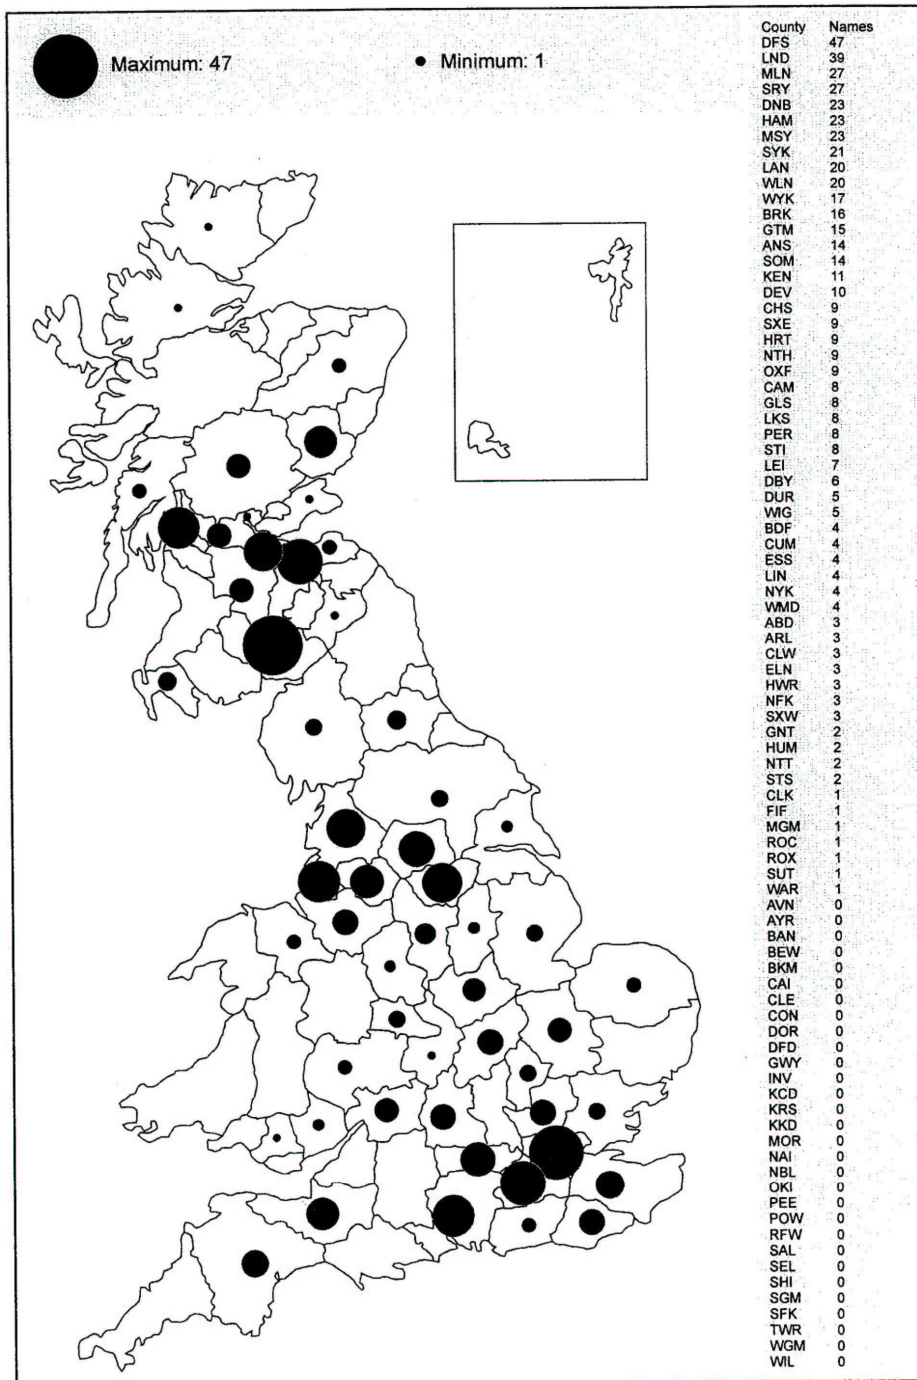 Maximum: 47
Minimum: 1
County Names
DFS 47
LND 39
MLN 27
SRY 27
DNB 23
HAM 23
MSY 23
SYK 21
LAN 20
WLN 20
WYK 17
BRK 16
GTM 15
ANS 14
SOM 14
KEN 11
DEV 10
CHS 9
SXE 9
HRT 9
NTH 9
OXF 9
CAM 8
GLS 8
LKS 8
PER 8
STI 8
LEI 7
DBY 6
DUR 5
WIG 5
BDF 4
CUM 4
ESS 4
LIN 4
NYK 4
WMD 4
ABD 3
ARL 3
CLW 3
ELN 3
HWR 3
NFK 3
SXW 3
GNT 2
HUM 2
NTT 2
STS 2
CLK 1
FIF 1
MGM 1
ROC 1
ROX 1
SUT 1
WAR 1
AVN 0
AYR 0
BAN 0
BEW 0
BKM 0
CAI 0
CLE 0
CON 0
DOR 0
DFD 0
GWY 0
INV 0
KCD 0
KRS 0
KKD 0
MOR 0
NAI 0
NBL 0
OKI 0
PEE 0
POW 0
RFW 0
SAL 0
SEL 0
SHI 0
SGM 0
SFK 0
TWR 0
WGM 0
WIL 0